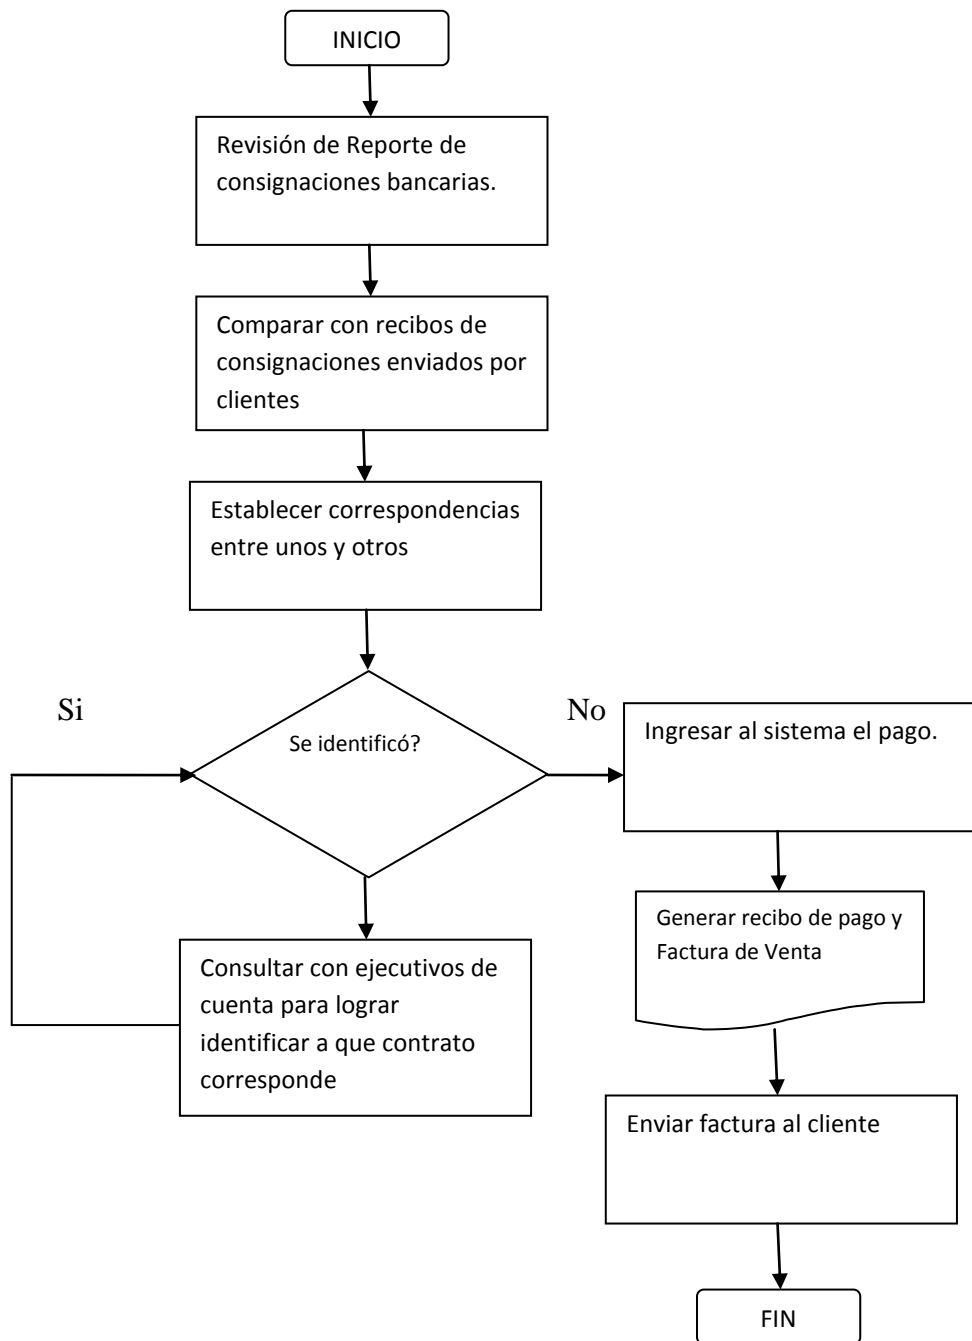 INICIO
Revisión de Reporte de
consignaciones bancarias.
Comparar con recibos de
consignaciones enviados por
clientes
Establecer correspondencias
entre unos y otros
Si
Se identificó?
No
Ingresar al sistema el pago.
Consultar con ejecutivos de
cuenta para lograr
identificar a que contrato
corresponde
Generar recibo de pago y
Factura de Venta
Enviar factura al cliente
FIN